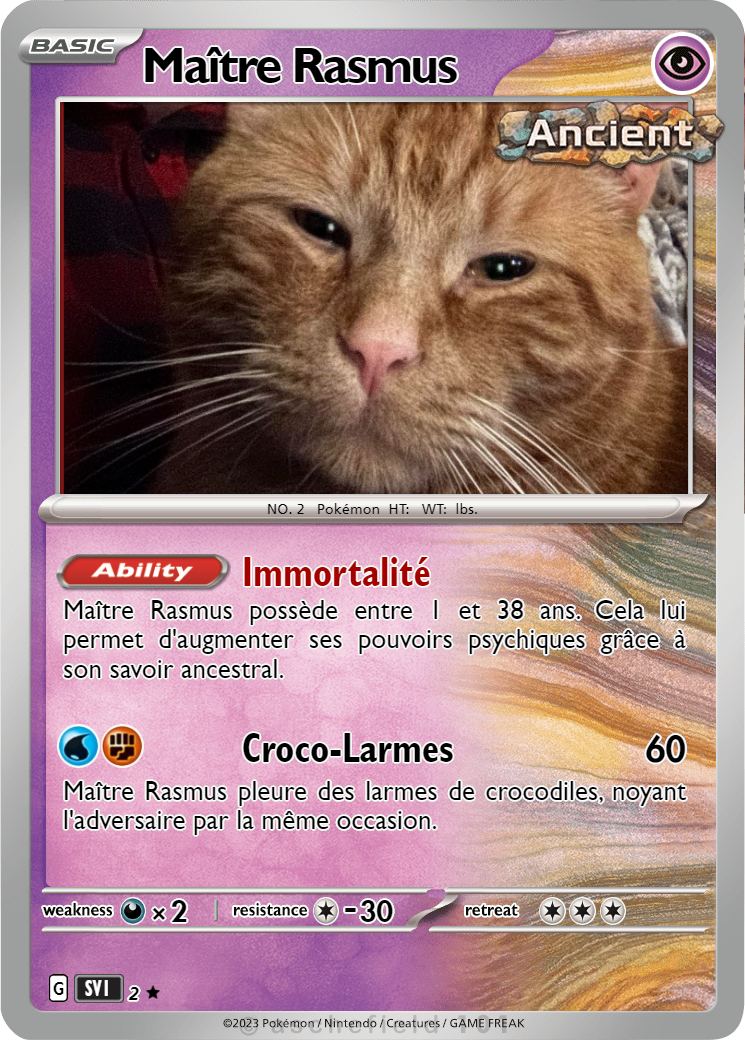 BASIC
Maître Rasmus
Ancient
NO. 2 Pokémon HT: WT: lbs.
Ability Immortalité
Maître Rasmus possède entre 1 et 38 ans. Cela lui
permet d'augmenter ses pouvoirs psychiques grâce à
son savoir ancestral.
Croco-Larmes 60
Maître Rasmus pleure des larmes de crocodiles, noyant
l'adversaire par la même occasion.
weakness ×2 resistance -30 retreat
G SVI 2 ★
©2023 Pokémon / Nintendo / Creatures / GAME FREAK